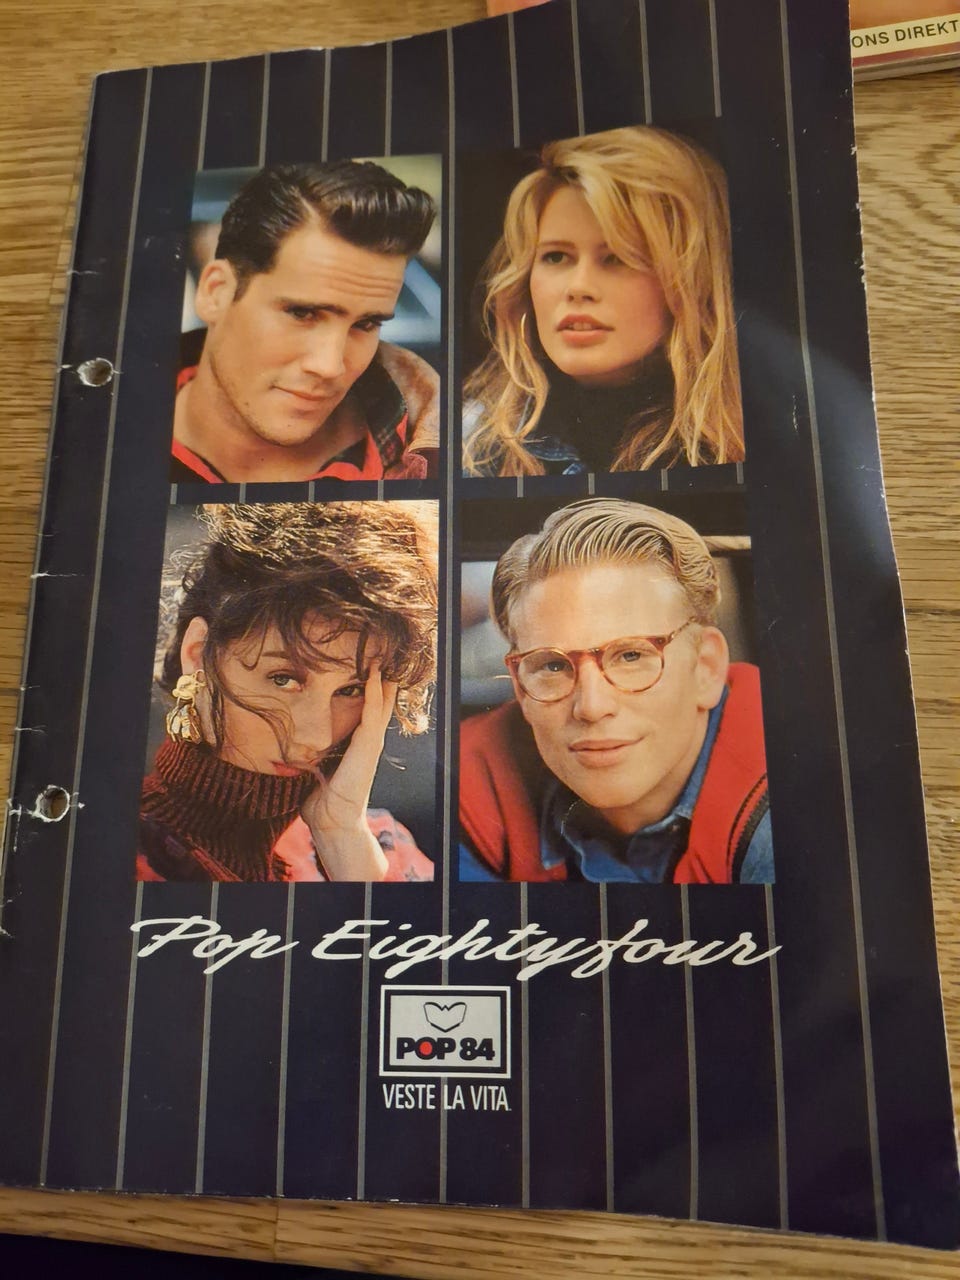 ONS DIREKT
Pop Eightyfour
POP 84
VESTE LA VITA